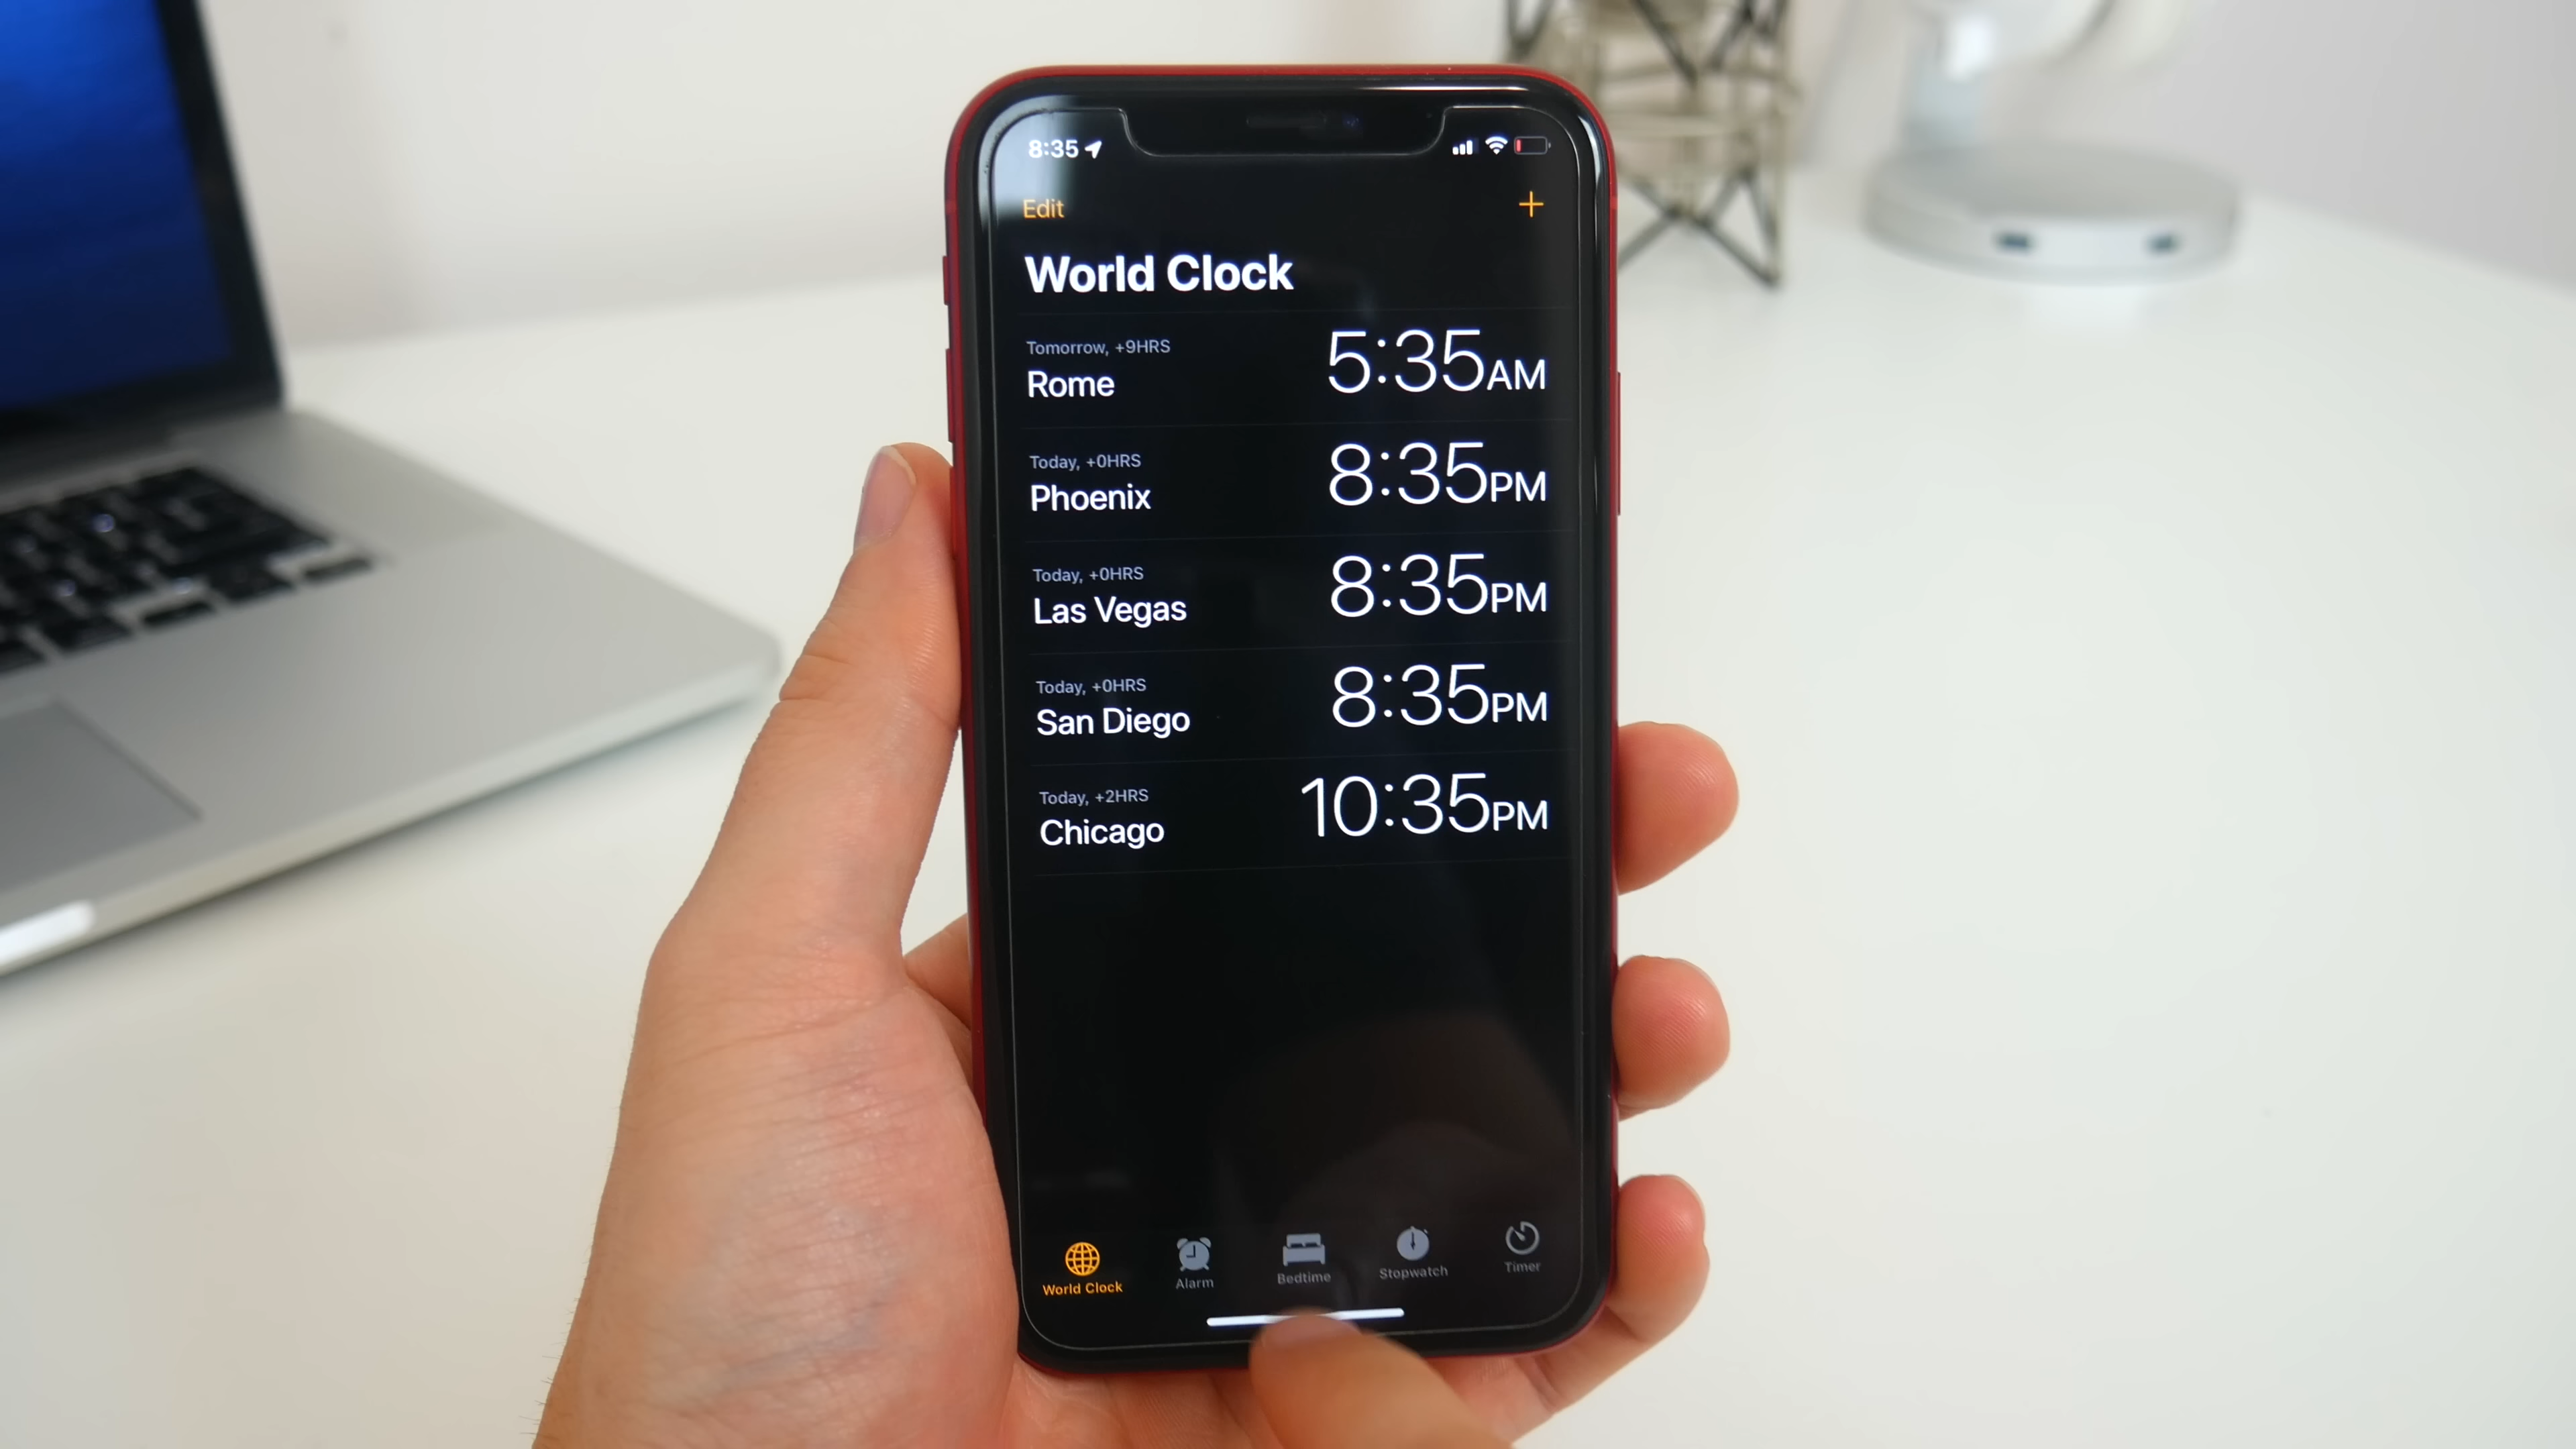 8:35
Edit
+
World Clock
Tomorrow, +9HRS
Rome
5:35AM
Today, +0HRS
Phoenix
8:35PM
Today, +0HRS
Las Vegas
8:35PM
Today, +0HRS
San Diego
8:35PM
Today, +2HRS
Chicago
10:35PM
World Clock
Alarm
Bedtime
Stopwatch
Timer